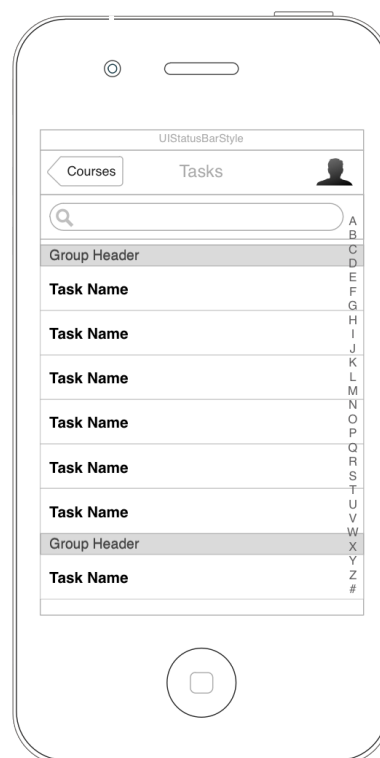 UIStatusBarStyle
Courses
Tasks
Group Header
Task Name
Task Name
Task Name
Task Name
Task Name
Task Name
Group Header
Task Name
A
B
C
D
E
F
G
H
I
J
K
L
M
N
O
P
Q
R
S
T
U
V
W
X
Y
Z
#